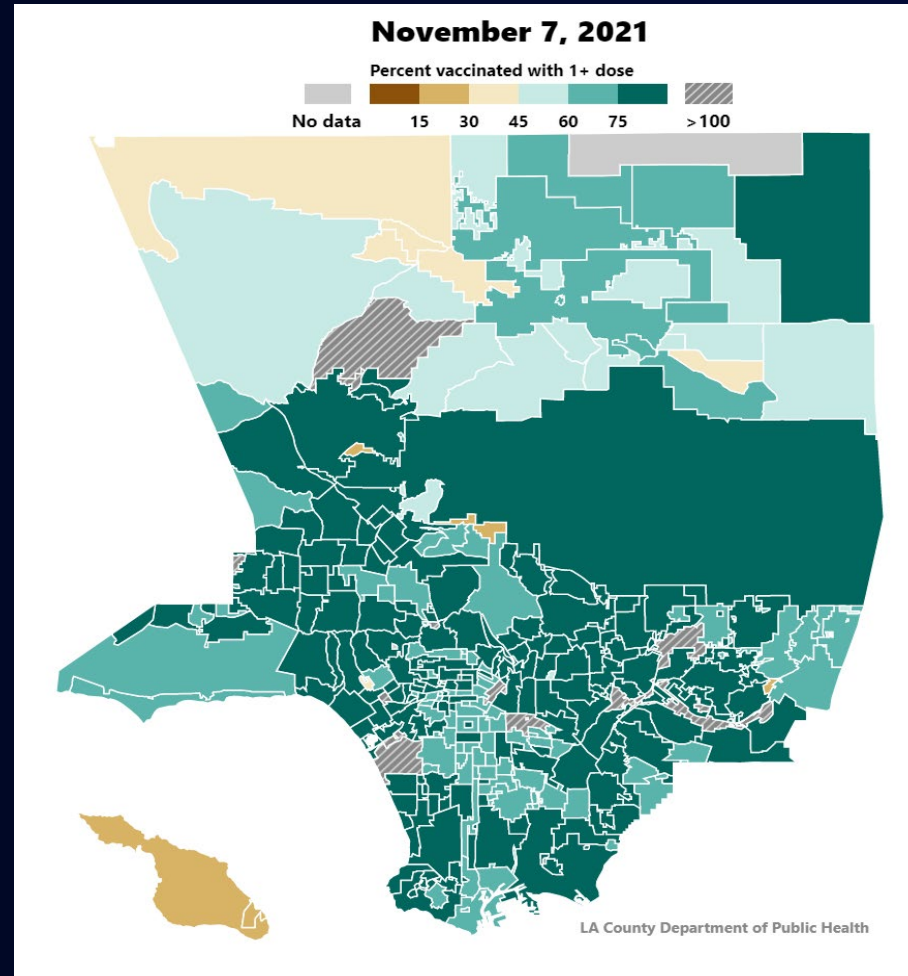 November 7, 2021
Percent vaccinated with 1+ dose
No data 15 30 45 60 75 >100
LA County Department of Public Health